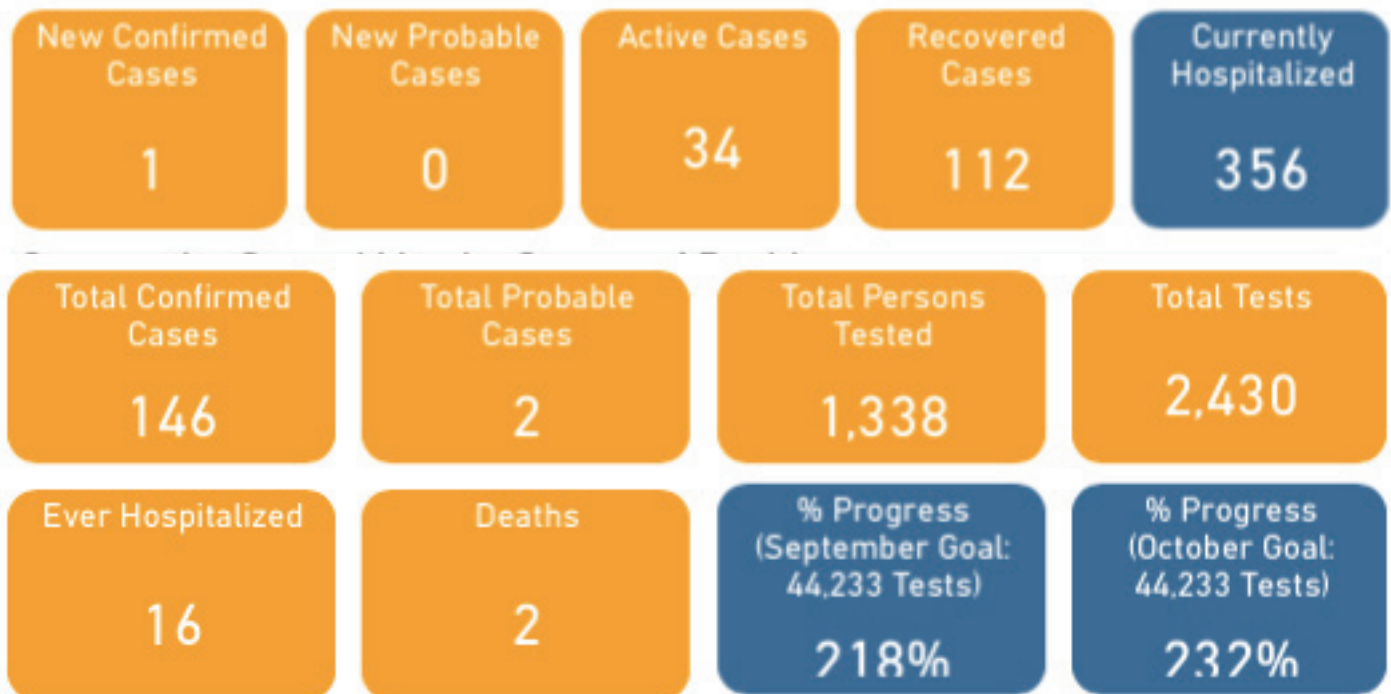 New Confirmed
Cases
1
New Probable
Cases
0
Active Cases
34
Recovered
Cases
112
Currently
Hospitalized
356
Total Confirmed
Cases
146
Total Probable
Cases
2
Total Persons
Tested
1,338
Total Tests
2,430
Ever Hospitalized
16
Deaths
2
% Progress
(September Goal:
44,233 Tests)
218%
% Progress
(October Goal:
44,233 Tests)
232%